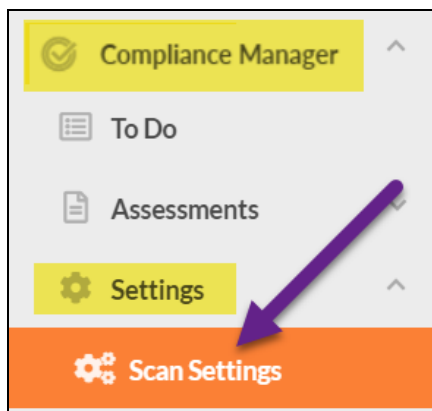 Compliance Manager
To Do
Assessments
Settings
Scan Settings